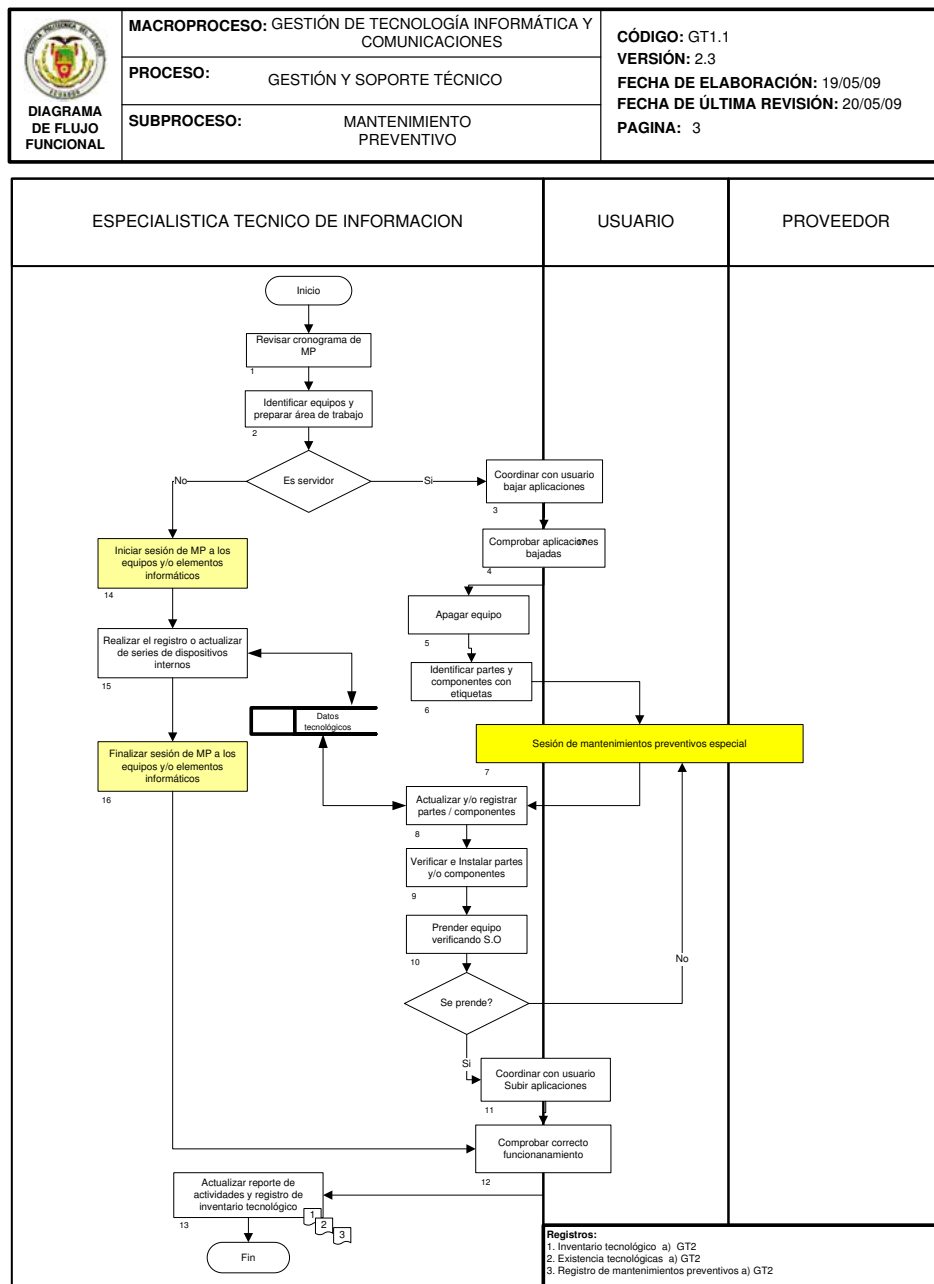 MACROPROCESO: GESTIÓN DE TECNOLOGÍA INFORMÁTICA Y
COMUNICACIONES
PROCESO: GESTIÓN Y SOPORTE TÉCNICO
SUBPROCESO: MANTENIMIENTO
PREVENTIVO
DIAGRAMA
DE FLUJO
FUNCIONAL
CÓDIGO: GT1.1
VERSIÓN: 2.3
FECHA DE ELABORACIÓN: 19/05/09
FECHA DE ÚLTIMA REVISIÓN: 20/05/09
PAGINA: 3
ESPECIALISTICA TECNICO DE INFORMACION
USUARIO
PROVEEDOR
Inicio
Revisar cronograma de
MP
1
Identificar equipos y
preparar área de trabajo
2
Es servidor
No
Si
Coordinar con usuario
bajar aplicaciones
3
Comprobar aplicaciones
bajadas
4
Iniciar sesión de MP a los
equipos y/o elementos
informáticos
14
Apagar equipo
5
Realizar el registro o actualizar
de series de dispositivos
internos
15
Identificar partes y
componentes con
etiquetas
6
Datos
tecnológicos
Sesión de mantenimientos preventivos especial
7
Finalizar sesión de MP a los
equipos y/o elementos
informáticos
16
Actualizar y/o registrar
partes / componentes
8
Verificar e Instalar partes
y/o componentes
9
Prender equipo
verificando S.O
10
No
Se prende?
Si
Coordinar con usuario
Subir aplicaciones
11
Comprobar correcto
funcionanamiento
12
Actualizar reporte de
actividades y registro de
inventario tecnológico
1
2
3
13
Fin
Registros:
1. Inventario tecnológico a) GT2
2. Existencia tecnológicas a) GT2
3. Registro de mantenimientos preventivos a) GT2